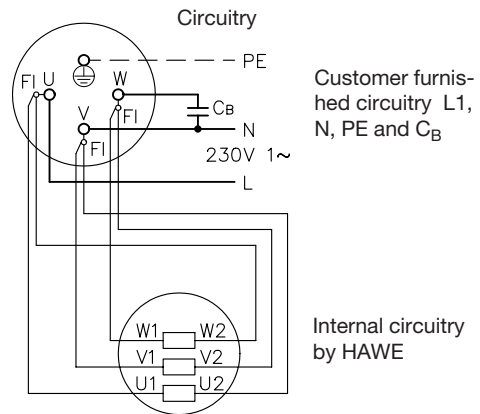 Circuitry
PE
FI U W
CB
FI
V
N
FI
230V 1~
L
Customer furnis-
hed circuitry L1,
N, PE and CB
W1 W2
V1 V2
U1 U2
Internal circuitry
by HAWE